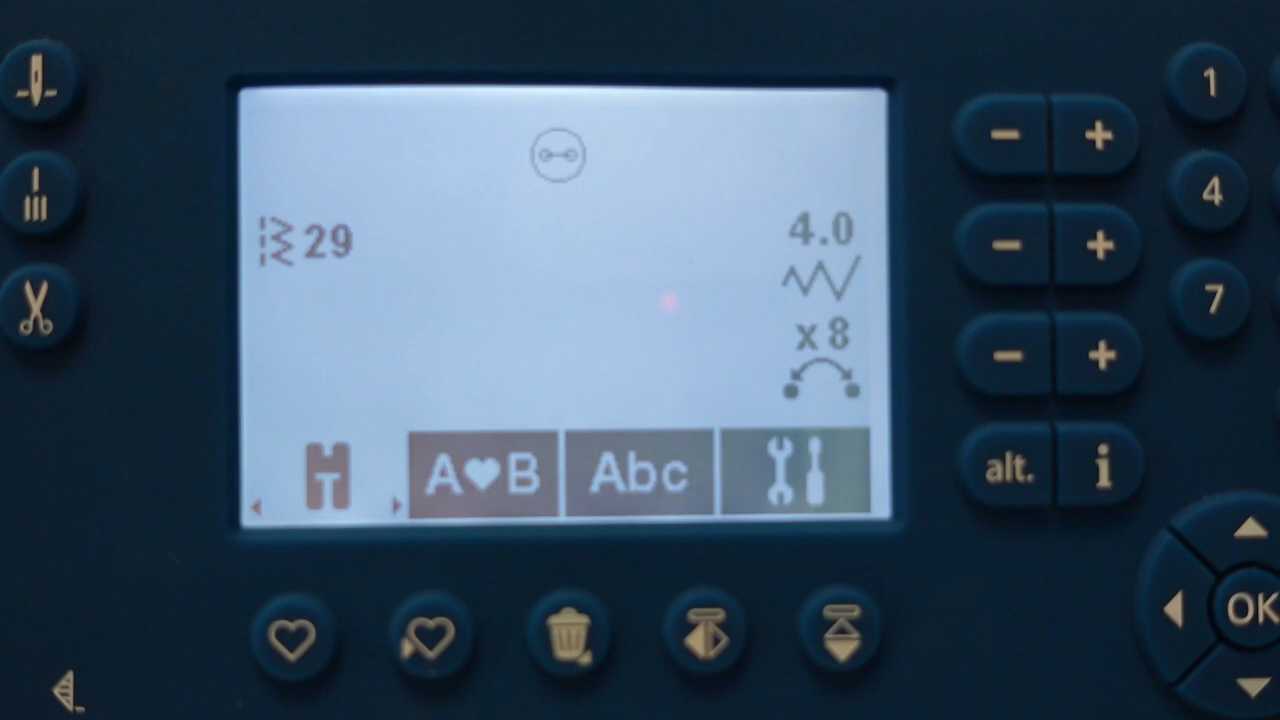 29
4.0
x 8
T
A♥B
Abc
− +
− +
− +
alt.
i
1
4
7
OK